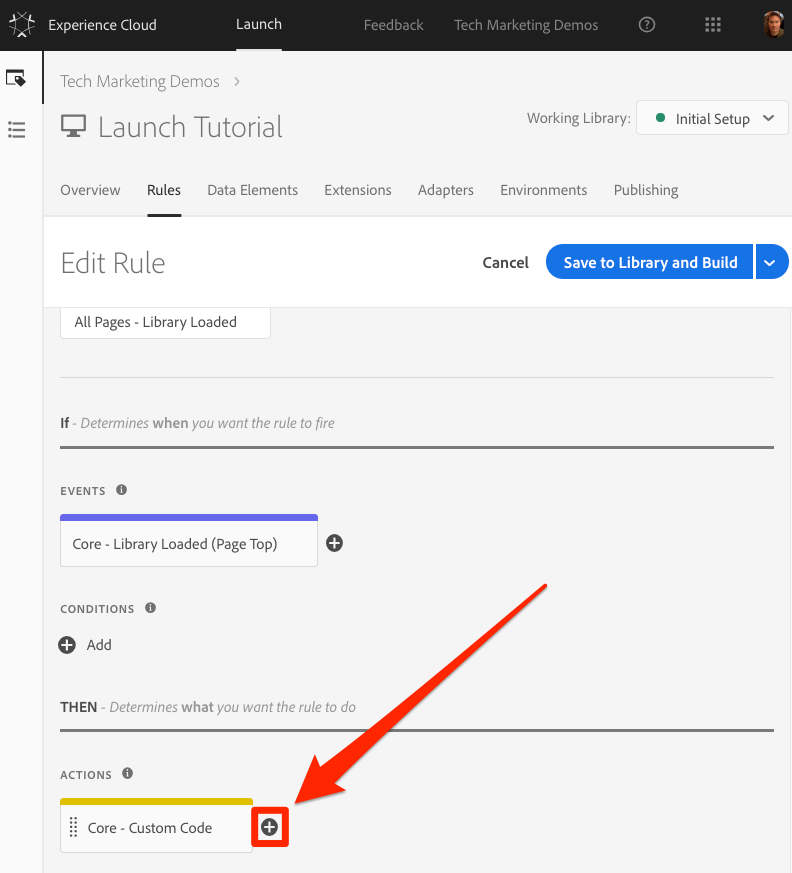 Experience Cloud Launch Feedback Tech Marketing Demos
Tech Marketing Demos
Launch Tutorial
Working Library: Initial Setup
Overview Rules Data Elements Extensions Adapters Environments Publishing
Edit Rule
Cancel Save to Library and Build
All Pages - Library Loaded
If - Determines when you want the rule to fire
EVENTS
Core - Library Loaded (Page Top)
CONDITIONS
Add
THEN - Determines what you want the rule to do
ACTIONS
Core - Custom Code